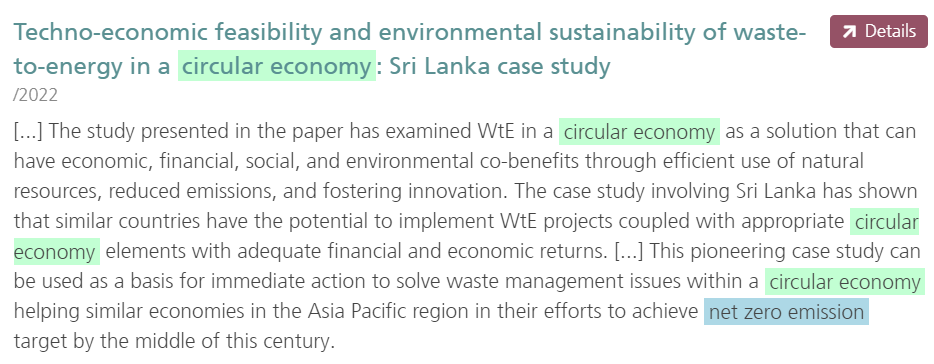 Techno-economic feasibility and environmental sustainability of waste-
Details
to-energy in a circular economy: Sri Lanka case study
/2022
[...] The study presented in the paper has examined WtE in a circular economy as a solution that can
have economic, financial, social, and environmental co-benefits through efficient use of natural
resources, reduced emissions, and fostering innovation. The case study involving Sri Lanka has shown
that similar countries have the potential to implement WtE projects coupled with appropriate circular
economy elements with adequate financial and economic returns. [...] This pioneering case study can
be used as a basis for immediate action to solve waste management issues within a circular economy
helping similar economies in the Asia Pacific region in their efforts to achieve net zero emission
target by the middle of this century.